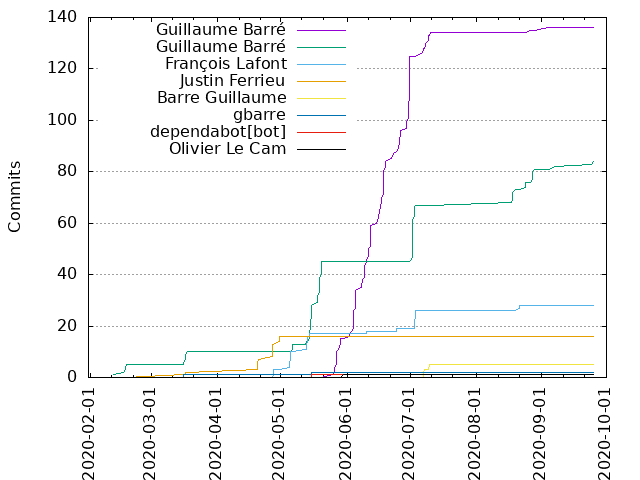 140
120
100
80
60
40
20
0
Commits
Guillaume Barré
Guillaume Barré
François Lafont
Justin Ferrieu
Barre Guillaume
gbarre
dependabot[bot]
Olivier Le Cam
2020-02-01
2020-03-01
2020-04-01
2020-05-01
2020-06-01
2020-07-01
2020-08-01
2020-09-01
2020-10-01